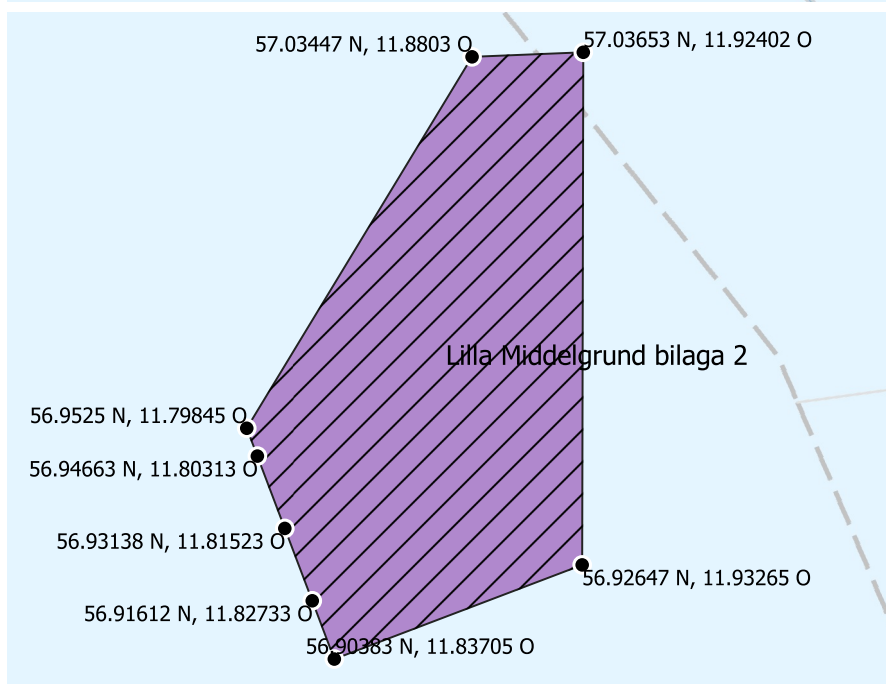 57.03447 N, 11.8803 O
57.03653 N, 11.92402 O
Lilla Middelgrund bilaga 2
56.9525 N, 11.79845 O
56.94663 N, 11.80313 O
56.93138 N, 11.81523 O
56.92647 N, 11.93265 O
56.91612 N, 11.82733 O
56.90383 N, 11.83705 O